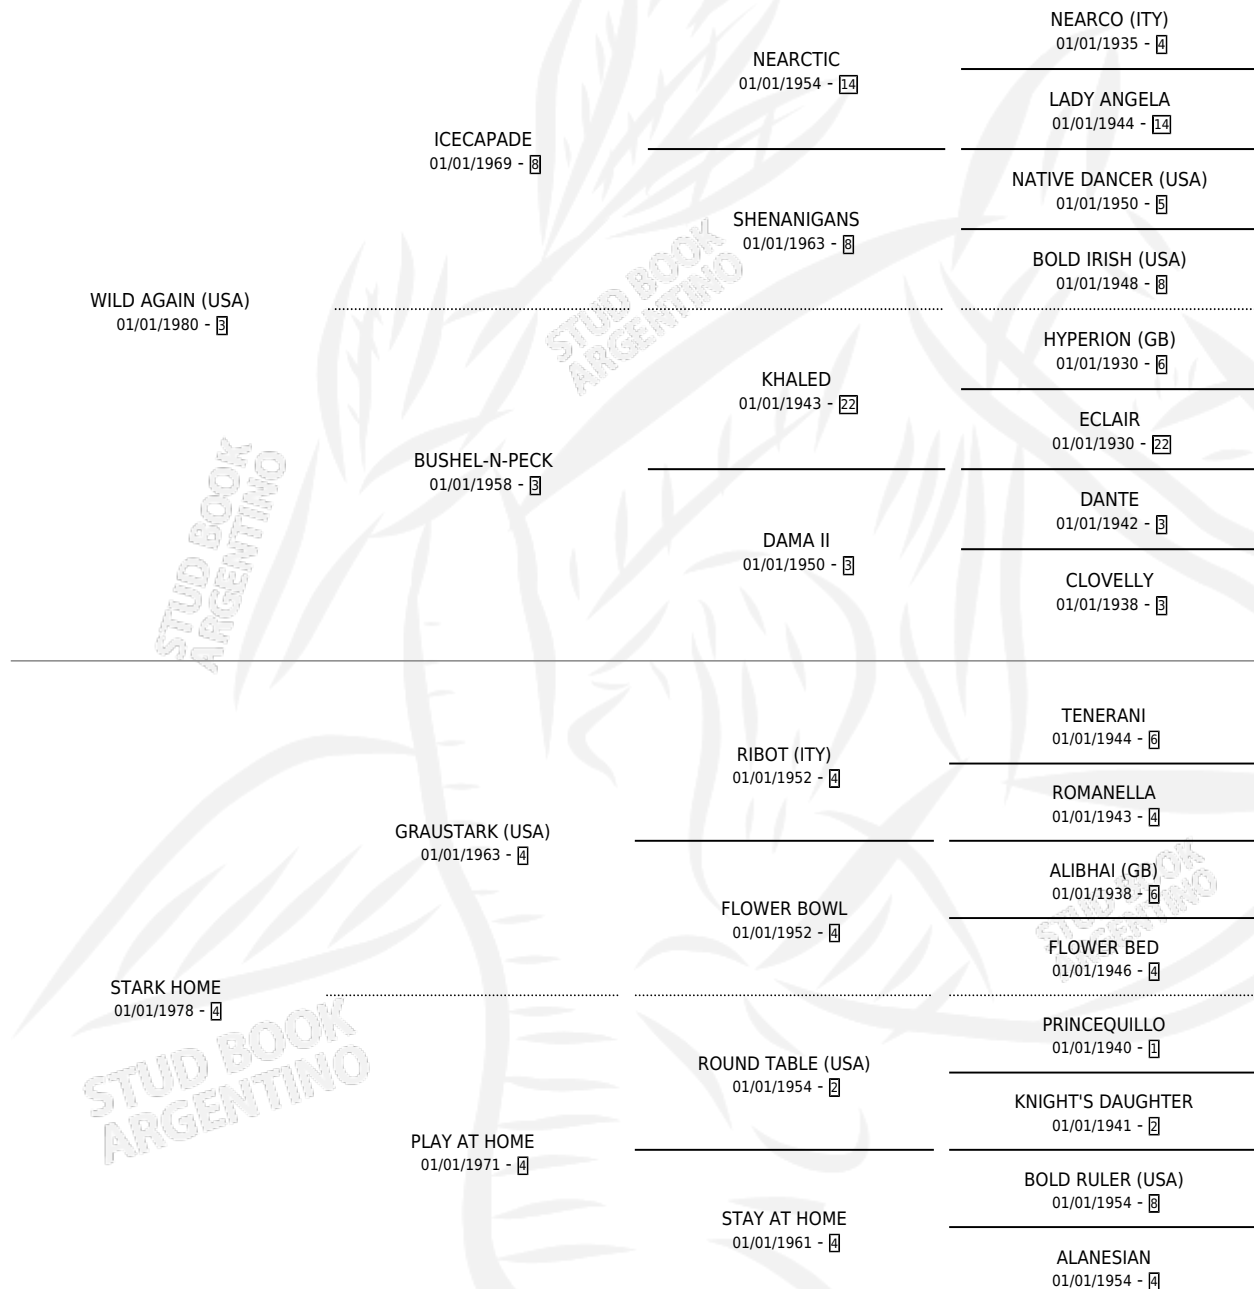 NEARCO (ITY)
01/01/1935 - 4
NEARCTIC
01/01/1954 - 14
LADY ANGELA
01/01/1944 - 14
ICECAPADE
01/01/1969 - 8
NATIVE DANCER (USA)
01/01/1950 - 5
SHENANIGANS
01/01/1963 - 8
BOLD IRISH (USA)
01/01/1948 - 8
WILD AGAIN (USA)
01/01/1980 - 3
HYPERION (GB)
01/01/1930 - 6
KHALED
01/01/1943 - 22
ECLAIR
01/01/1930 - 22
BUSHEL-N-PECK
01/01/1958 - 3
DANTE
01/01/1942 - 3
DAMA II
01/01/1950 - 3
CLOVELLY
01/01/1938 - 3
TENERANI
01/01/1944 - 6
RIBOT (ITY)
01/01/1952 - 4
ROMANELLA
01/01/1943 - 4
GRAUSTARK (USA)
01/01/1963 - 4
ALIBHAI (GB)
01/01/1938 - 6
FLOWER BOWL
01/01/1952 - 4
FLOWER BED
01/01/1946 - 4
STARK HOME
01/01/1978 - 4
PRINCEQUILLO
01/01/1940 - 1
ROUND TABLE (USA)
01/01/1954 - 2
KNIGHT'S DAUGHTER
01/01/1941 - 2
PLAY AT HOME
01/01/1971 - 4
BOLD RULER (USA)
01/01/1954 - 8
STAY AT HOME
01/01/1961 - 4
ALANESIAN
01/01/1954 - 4
STUD BOOK
ARGENTINO
STUD BOOK
ARGENTINO
STUD BOOK
ARGENTINO
STUD BOOK
ARGENTINO